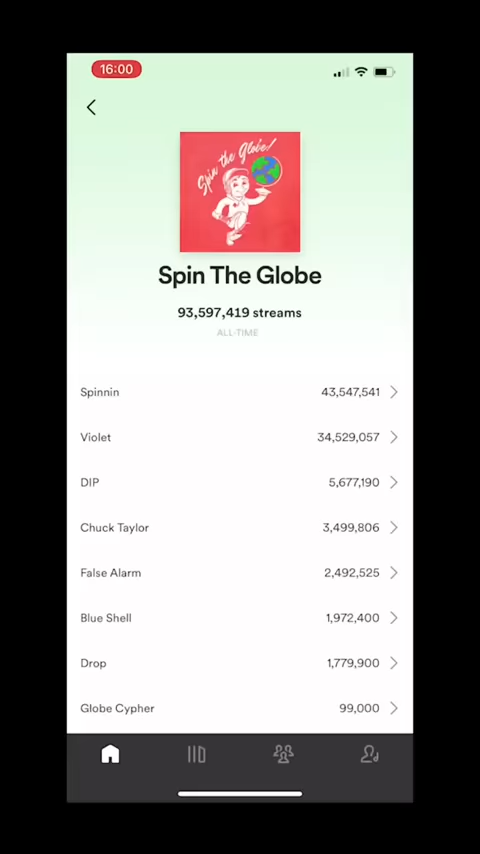 16:00
Spin the Globe!
Spin The Globe
93,597,419 streams
ALL-TIME
Spinnin 43,547,541
Violet 34,529,057
DIP 5,677,190
Chuck Taylor 3,499,806
False Alarm 2,492,525
Blue Shell 1,972,400
Drop 1,779,900
Globe Cypher 99,000